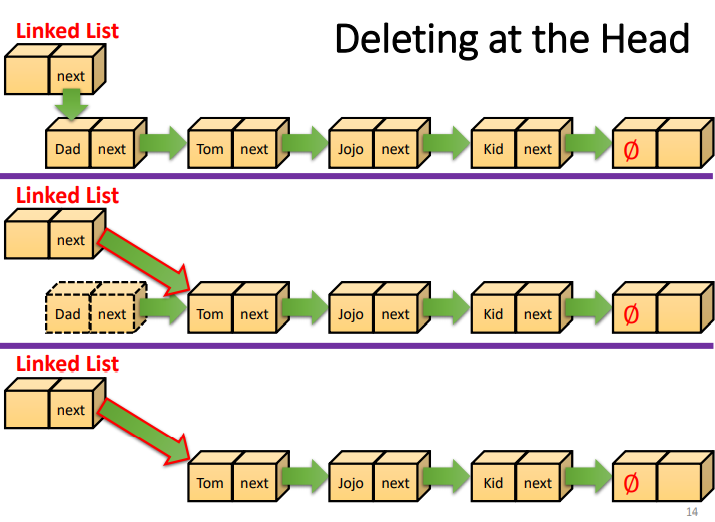 Deleting at the Head
Linked List
next
Dad next Tom next Jojo next Kid next Ø
Linked List
next
Dad next Tom next Jojo next Kid next Ø
Linked List
next
Tom next Jojo next Kid next Ø
14